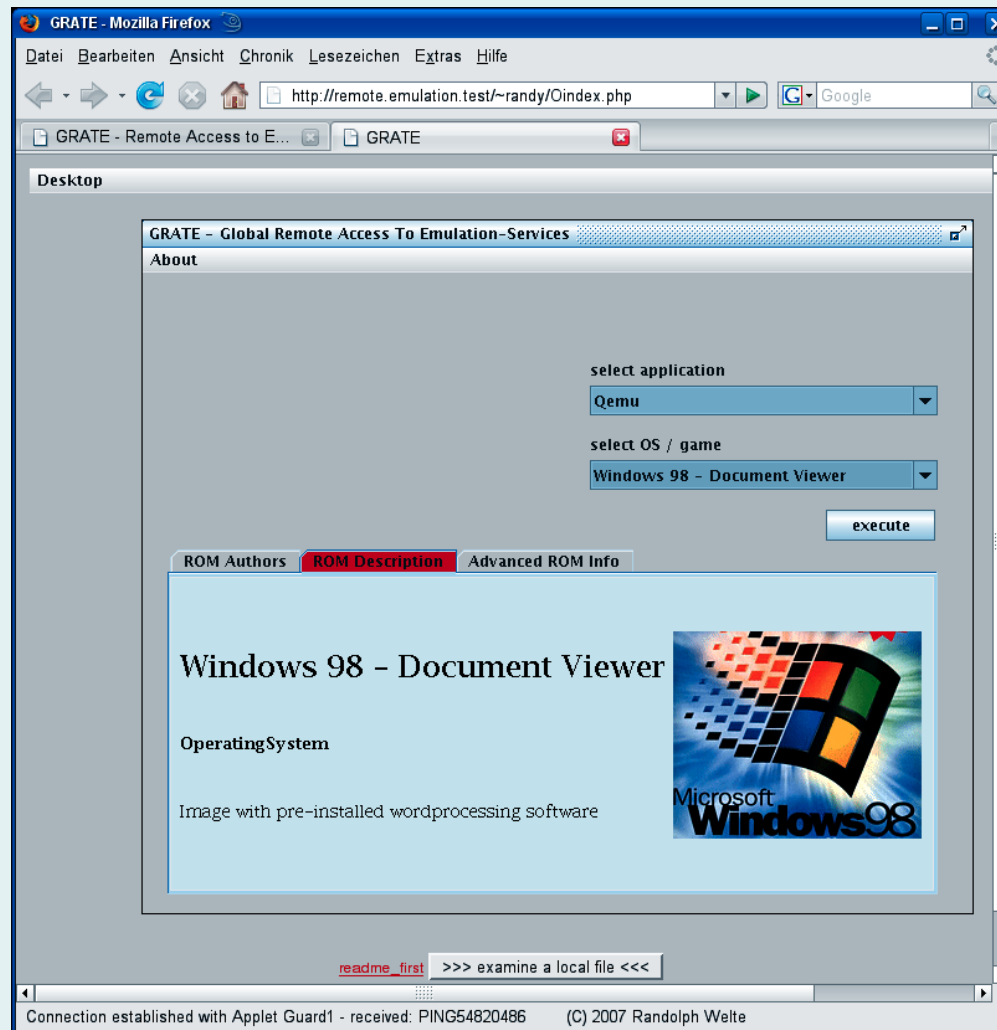 GRATE - Mozilla Firefox
Datei Bearbeiten Ansicht Chronik Lesezeichen Extras Hilfe
http://remote.emulation.test/~randy/Oindex.php
G Google
GRATE - Remote Access to E... GRATE
Desktop
GRATE - Global Remote Access To Emulation-Services
About
select application
Qemu
select OS / game
Windows 98 - Document Viewer
execute
ROM Authors ROM Description Advanced ROM Info
Windows 98 - Document Viewer
OperatingSystem
Image with pre-installed wordprocessing software
Microsoft
Windows98
readme_first >>> examine a local file <<<
Connection established with Applet Guard1 - received: PING54820486 (C) 2007 Randolph Welte